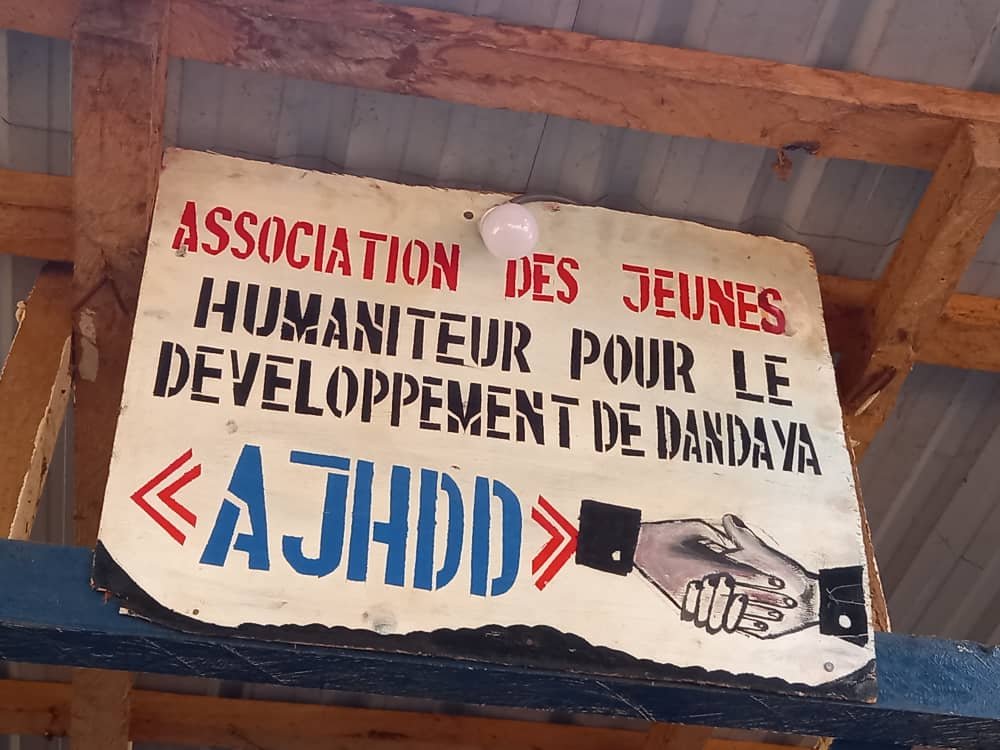 ASSOCIATION DES JEUNES
HUMANITEUR POUR LE
DEVELOPPEMENT DE DANDAYA
« AJHDD »